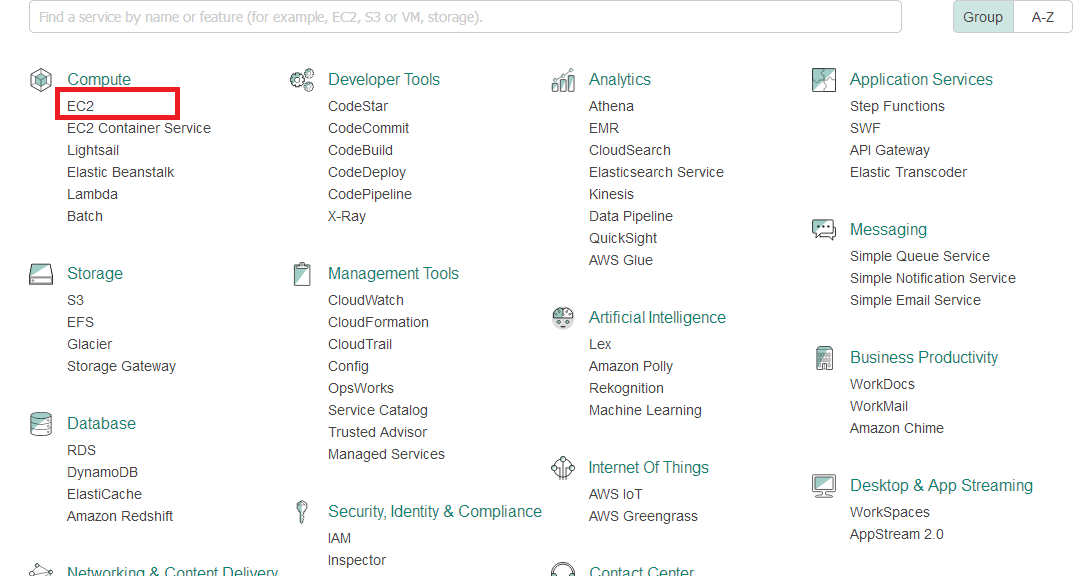 Find a service by name or feature (for example, EC2, S3 or VM, storage).
Group
A-Z
Compute
EC2
EC2 Container Service
Lightsail
Elastic Beanstalk
Lambda
Batch
Storage
S3
EFS
Glacier
Storage Gateway
Database
RDS
DynamoDB
ElastiCache
Amazon Redshift
Networking & Content Delivery
Developer Tools
CodeStar
CodeCommit
CodeBuild
CodeDeploy
CodePipeline
X-Ray
Management Tools
CloudWatch
CloudFormation
CloudTrail
Config
OpsWorks
Service Catalog
Trusted Advisor
Managed Services
Security, Identity & Compliance
IAM
Inspector
Analytics
Athena
EMR
CloudSearch
Elasticsearch Service
Kinesis
Data Pipeline
QuickSight
AWS Glue
Artificial Intelligence
Lex
Amazon Polly
Rekognition
Machine Learning
Internet Of Things
AWS IoT
AWS Greengrass
Contact Center
Application Services
Step Functions
SWF
API Gateway
Elastic Transcoder
Messaging
Simple Queue Service
Simple Notification Service
Simple Email Service
Business Productivity
WorkDocs
WorkMail
Amazon Chime
Desktop & App Streaming
WorkSpaces
AppStream 2.0